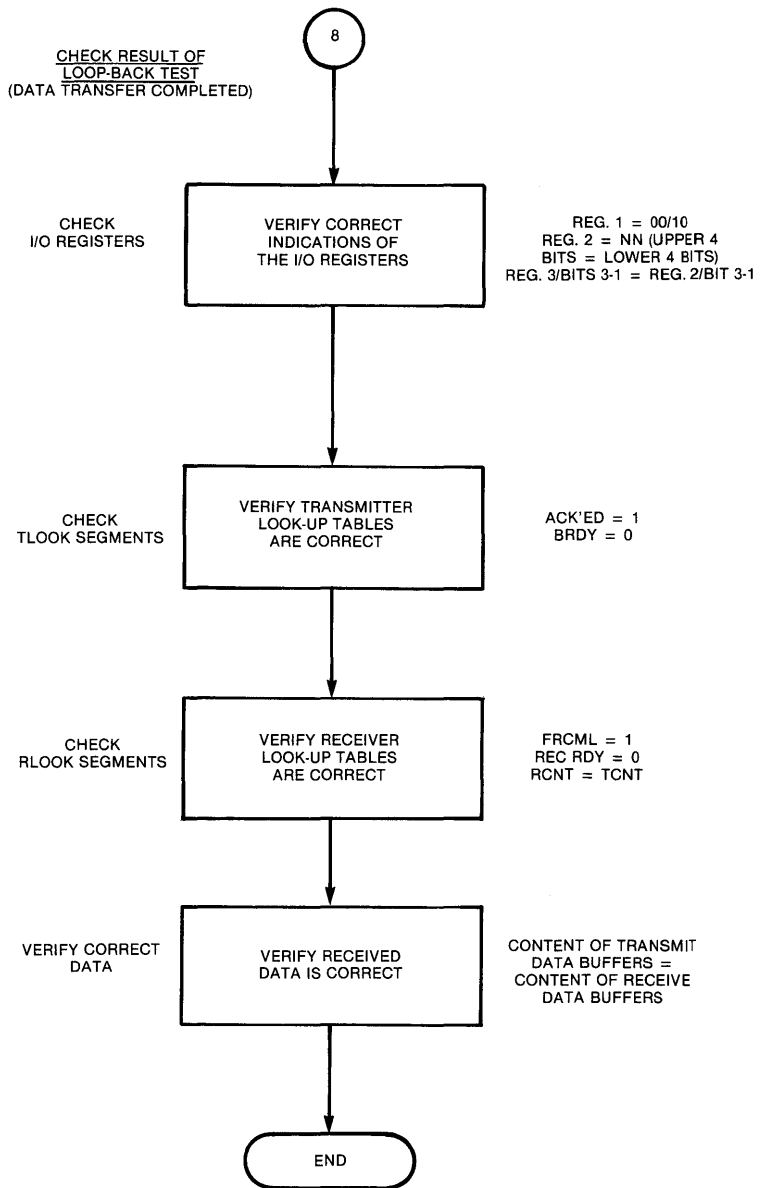 8
CHECK RESULT OF
LOOP-BACK TEST
(DATA TRANSFER COMPLETED)
CHECK
I/O REGISTERS
VERIFY CORRECT
INDICATIONS OF
THE I/O REGISTERS
REG. 1 = 00/10
REG. 2 = NN (UPPER 4
BITS = LOWER 4 BITS)
REG. 3/BITS 3-1 = REG. 2/BIT 3-1
CHECK
TLOOK SEGMENTS
VERIFY TRANSMITTER
LOOK-UP TABLES
ARE CORRECT
ACK'ED = 1
BRDY = 0
CHECK
RLOOK SEGMENTS
VERIFY RECEIVER
LOOK-UP TABLES
ARE CORRECT
FRCML = 1
REC RDY = 0
RCNT = TCNT
VERIFY CORRECT
DATA
VERIFY RECEIVED
DATA IS CORRECT
CONTENT OF TRANSMIT
DATA BUFFERS =
CONTENT OF RECEIVE
DATA BUFFERS
END